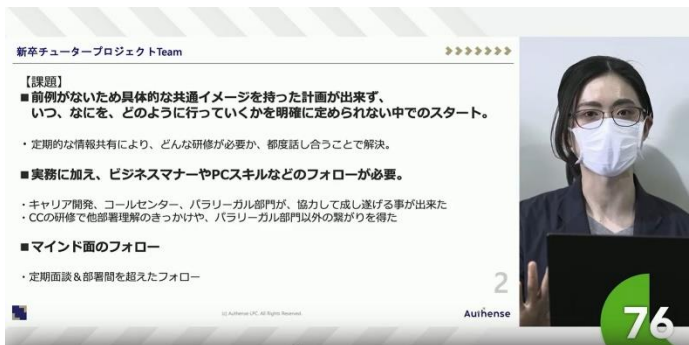 新卒チュータープロジェクトTeam
【課題】
■前例がないため具体的な共通イメージを持った計画が出来ず、
いつ、なにを、どのように行っていくかを明確に定められない中でのスタート。
・定期的な情報共有により、どんな研修が必要か、都度話し合うことで解決。
■実務に加え、ビジネスマナーやPCスキルなどのフォローが必要。
・キャリア開発、コールセンター、パラリーガル部門が、協力して成し遂げる事が出来た
・CCの研修で他部署理解のきっかけや、パラリーガル部門以外の繋がりを得た
■マインド面のフォロー
・定期面談＆部署間を超えたフォロー
2
(c) Authense LPC. All Rights Reserved.
Authense
76